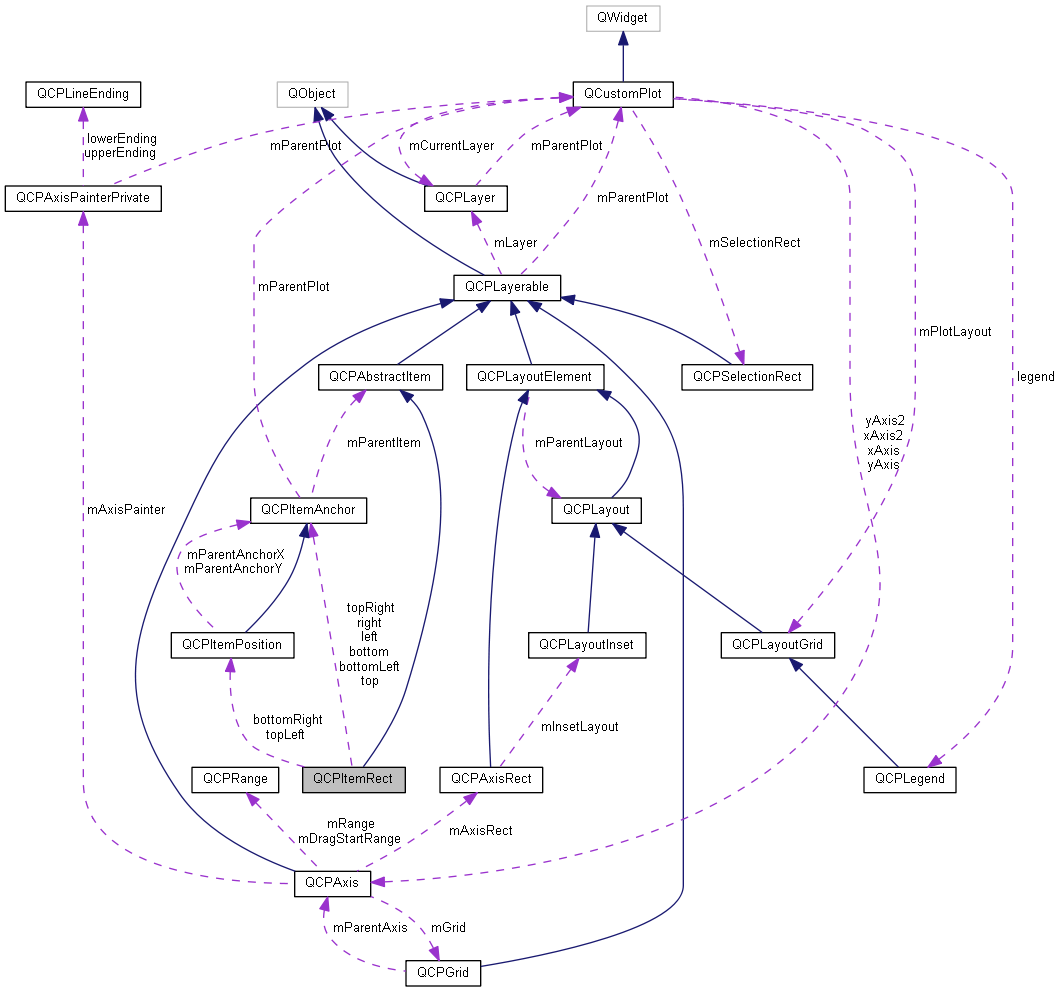 QWidget
QCPLineEnding
QObject
QCustomPlot
lowerEnding
upperEnding
mParentPlot
mCurrentLayer
mParentPlot
QCPAxisPainterPrivate
QCPLayer
mParentPlot
mLayer
mSelectionRect
QCPLayerable
mParentPlot
mPlotLayout
QCPAbstractItem
QCPLayoutElement
QCPSelectionRect
legend
yAxis2
xAxis2
xAxis
yAxis
mParentItem
mParentLayout
mAxisPainter
QCPItemAnchor
QCPLayout
mParentAnchorX
mParentAnchorY
topRight
right
left
bottom
bottomLeft
top
QCPItemPosition
QCPLayoutInset
QCPLayoutGrid
bottomRight
topLeft
mInsetLayout
QCPRange
QCPItemRect
QCPAxisRect
QCPLegend
mRange
mDragStartRange
mAxisRect
QCPAxis
mParentAxis
mGrid
QCPGrid